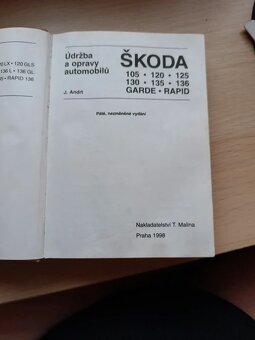 LX • 120 GLS
136 L • 136 GL
• RAPID 136
Údržba
a opravy
automobilů
ŠKODA
105 • 120 • 125
130 • 135 • 136
GARDE • RAPID
J. Andrt
Páté, nezměněné vydání
Nakladatelství T. Malina
Praha 1998